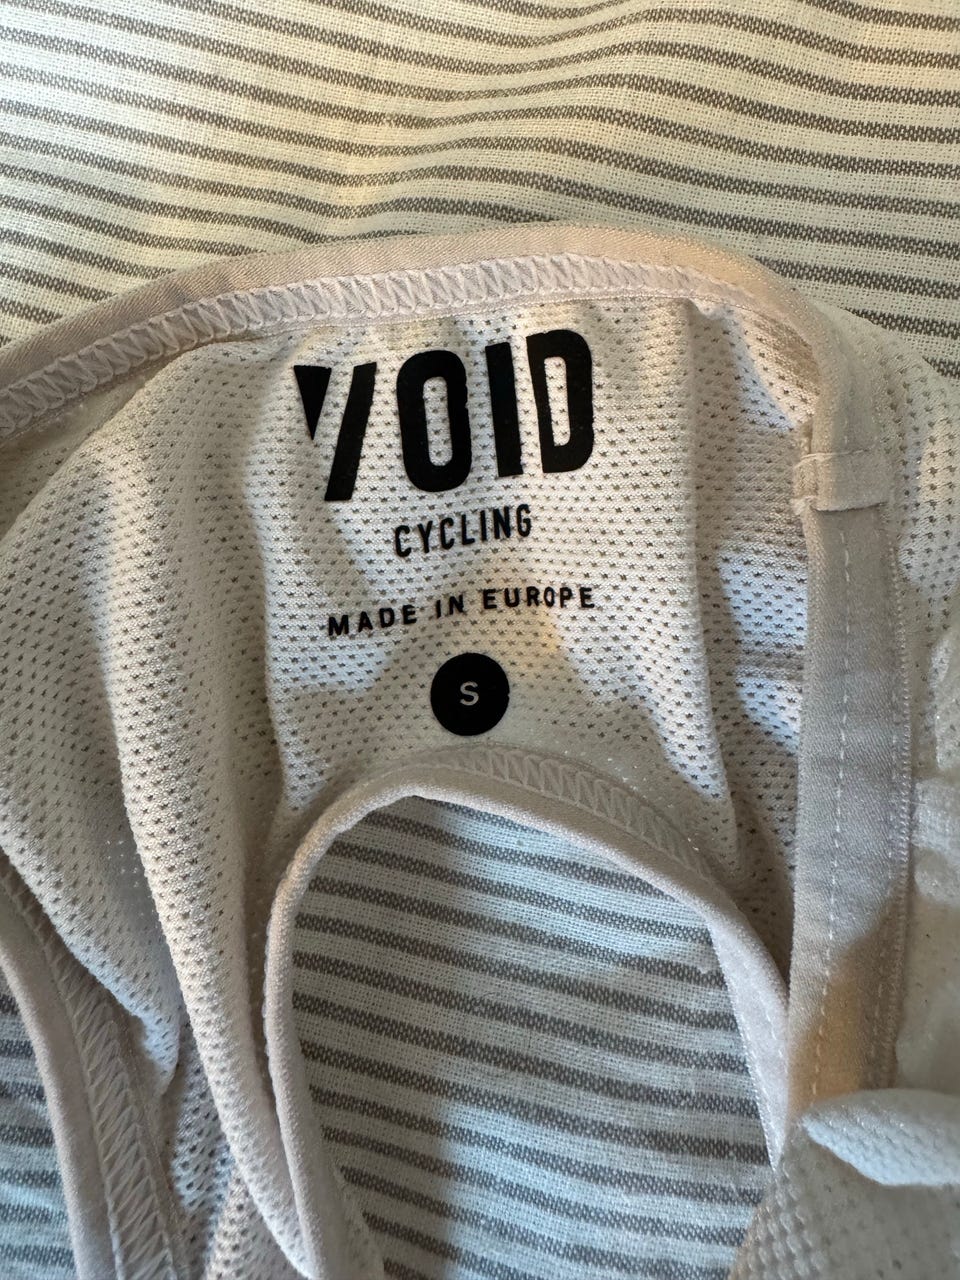 VOID
CYCLING
MADE IN EUROPE
S